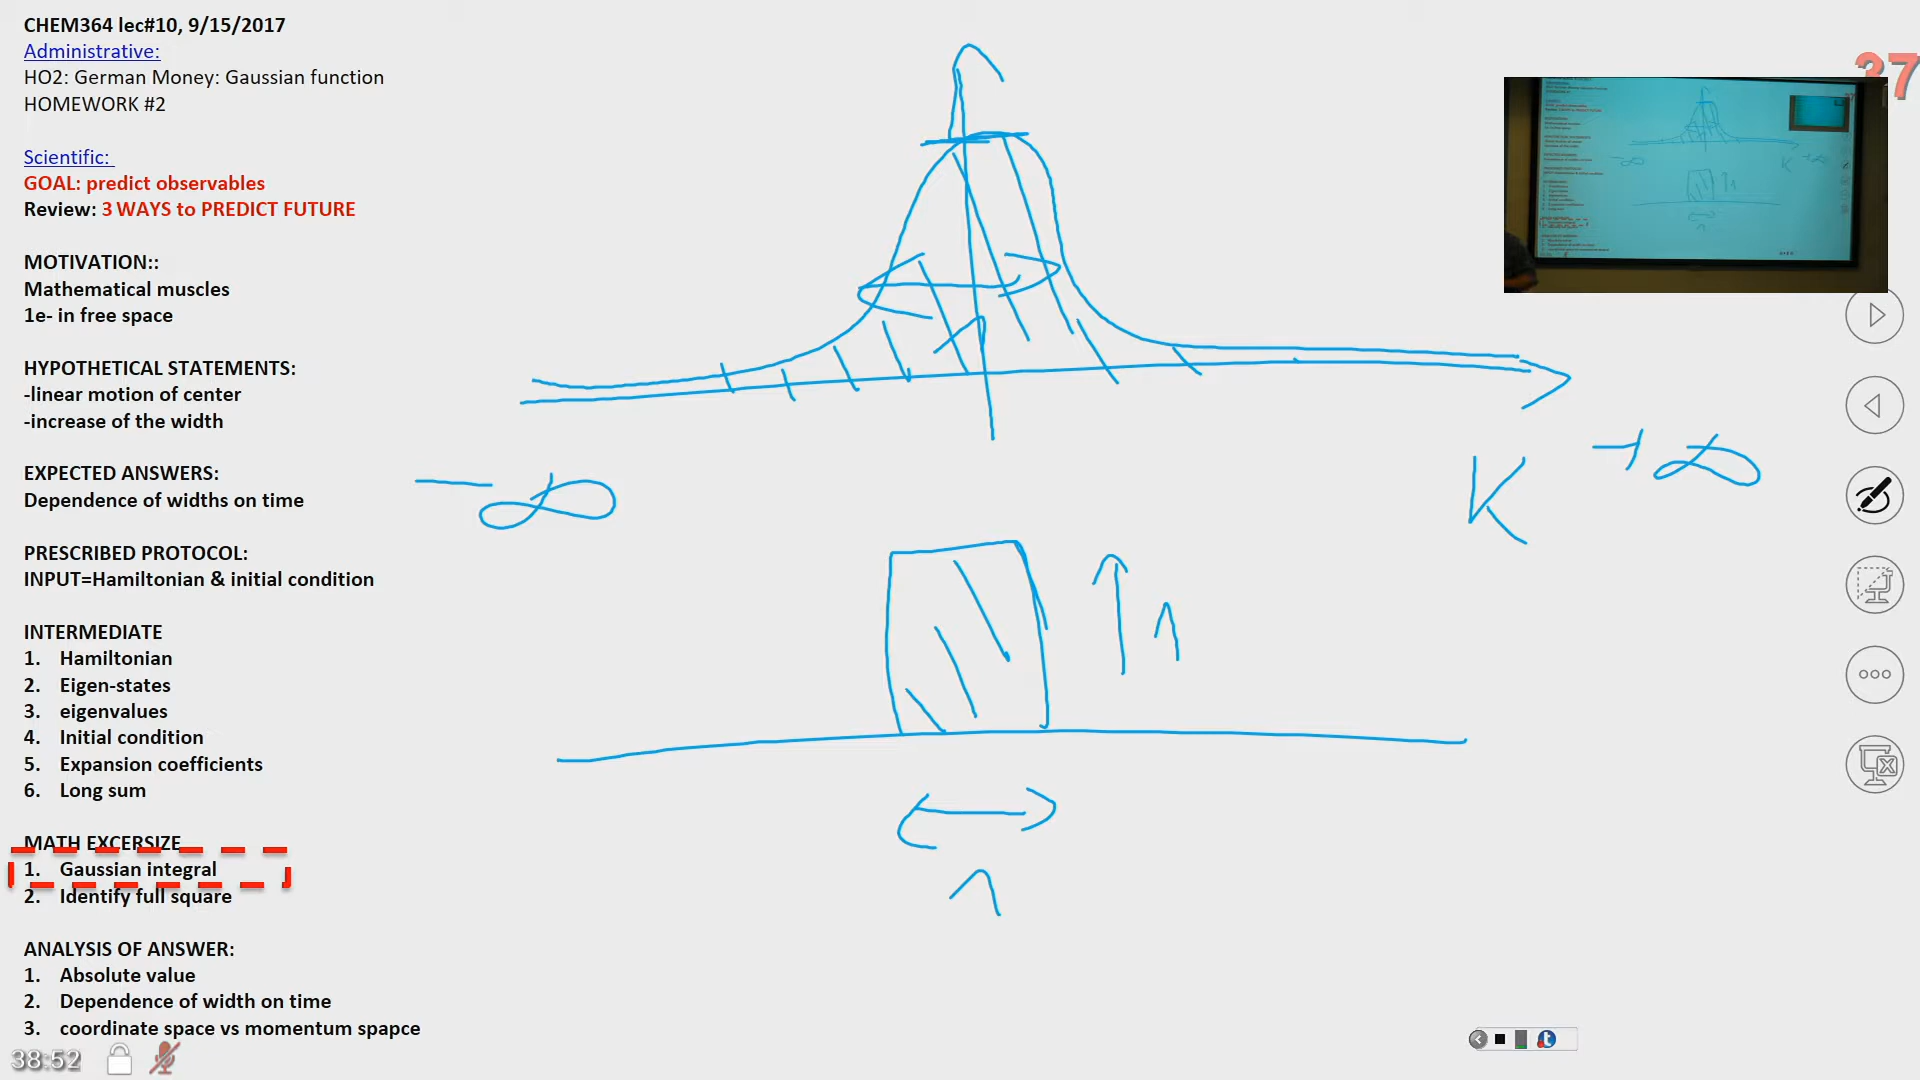 CHEM364 lec#10, 9/15/2017
Administrative:
HO2: German Money: Gaussian function
HOMEWORK #2
Scientific:
GOAL: predict observables
Review: 3 WAYS to PREDICT FUTURE
MOTIVATION::
Mathematical muscles
1e- in free space
HYPOTHETICAL STATEMENTS:
-linear motion of center
-increase of the width
EXPECTED ANSWERS:
Dependence of widths on time
PRESCRIBED PROTOCOL:
INPUT=Hamiltonian & initial condition
INTERMEDIATE
1. Hamiltonian
2. Eigen-states
3. eigenvalues
4. Initial condition
5. Expansion coefficients
6. Long sum
MATH EXCERSIZE
1. Gaussian integral
2. Identify full square
ANALYSIS OF ANSWER:
1. Absolute value
2. Dependence of width on time
3. coordinate space vs momentum spapce
38:52
1
-∞
K
+∞
1
1
37